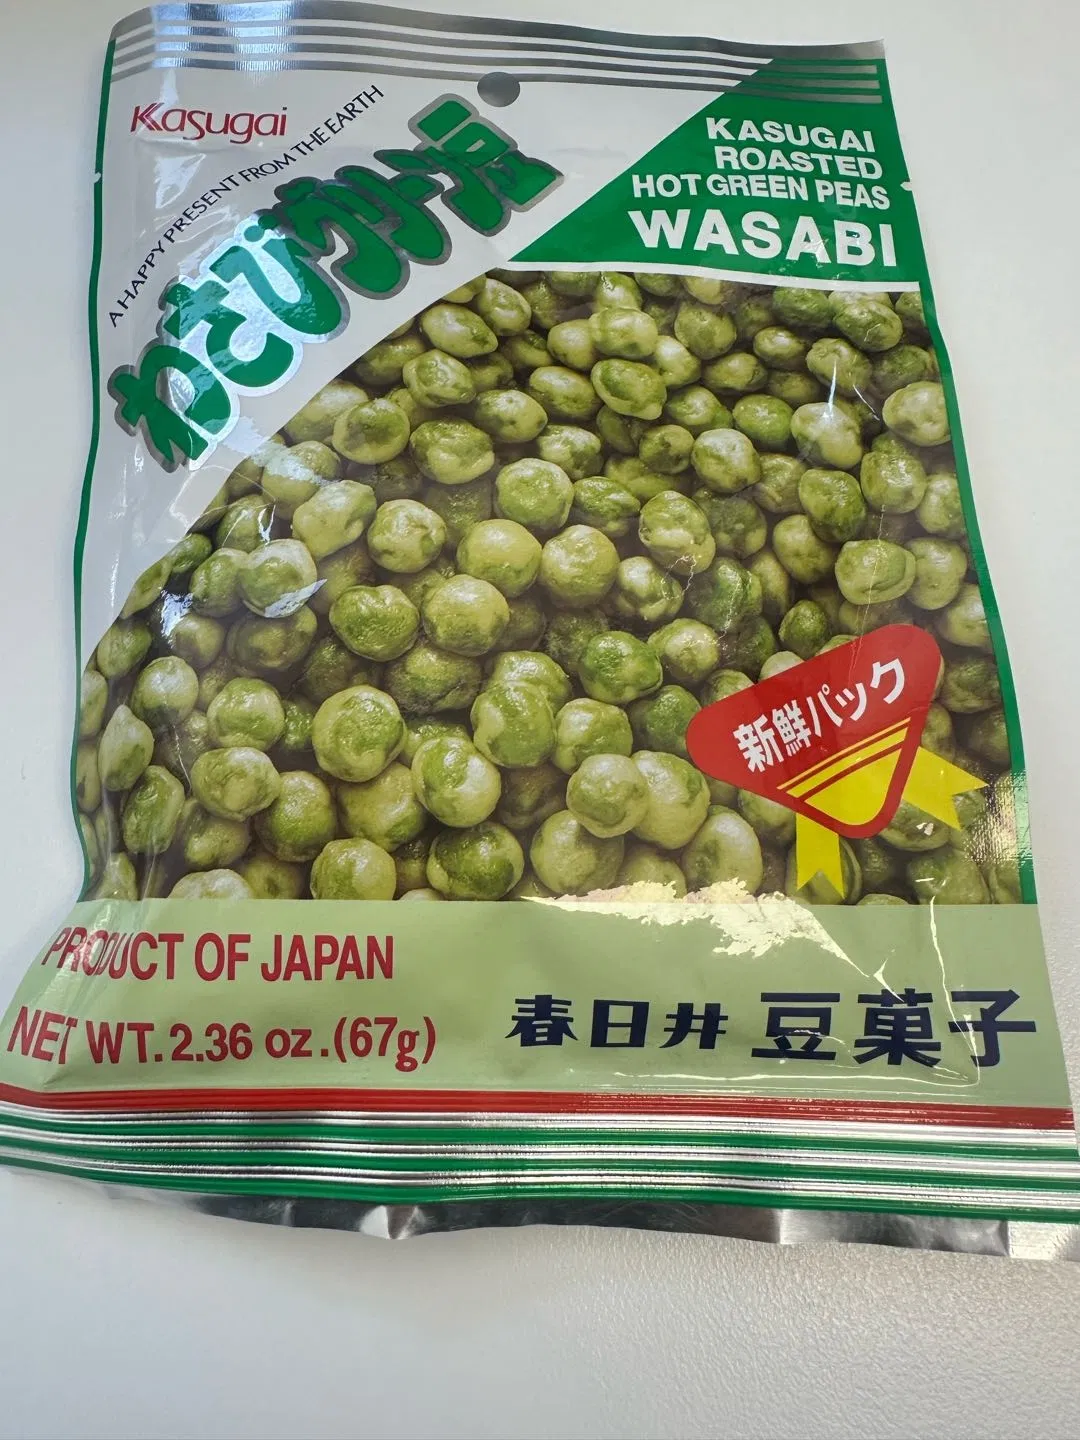 Kasugai
A HAPPY PRESENT FROM THE EARTH
わさびグリーン豆
KASUGAI
ROASTED
HOT GREEN PEAS
WASABI
新鮮パック
PRODUCT OF JAPAN
NET WT. 2.36 oz.(67g)
春日井 豆菓子